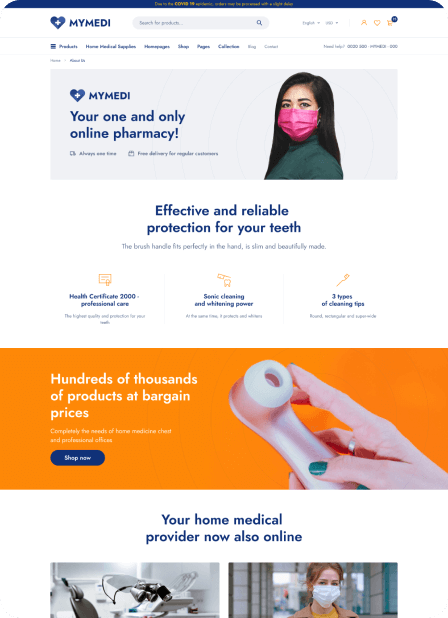 Due to the COVID 19 epidemic, orders may be processed with a slight delay
MYMEDI
Search for products...
English
USD
Products Home Medical Supplies Homepages Shop Pages Collection Blog Contact
Need help? 0020 500 - MYMEDI - 000
Home About Us
MYMEDI
Your one and only
online pharmacy!
Always one time Free delivery for regular customers
Effective and reliable
protection for your teeth
The brush handle fits perfectly in the hand, is slim and beautifully made.
Health Certificate 2000 -
professional care
The highest quality and protection for your
teeth
Sonic cleaning
and whitening power
At the same time, it protects and whitens
3 types
of cleaning tips
Round, rectangular and super-wide
Hundreds of thousands
of products at bargain
prices
Completely the needs of home medicine chest
and professional offices
Shop now
Your home medical
provider now also online